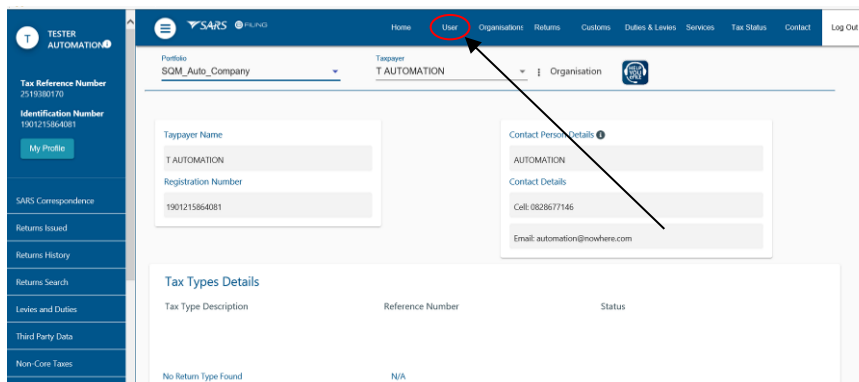 T
TESTER
AUTOMATION
SARS eFILING
Home User Organisations Returns Customs Duties & Levies Services Tax Status Contact Log Out
Portfolio
SQM_Auto_Company
Taxpayer
T AUTOMATION
Organisation
HELP YOU eFILE
Tax Reference Number
2519380170
Identification Number
1901215864081
My Profile
SARS Correspondence
Returns Issued
Returns History
Returns Search
Levies and Duties
Third Party Data
Non-Core Taxes
Taypayer Name
T AUTOMATION
Registration Number
1901215864081
Contact Person Details
AUTOMATION
Contact Details
Cell: 0828677146
Email: automation@nowhere.com
Tax Types Details
Tax Type Description Reference Number Status
No Return Type Found N/A